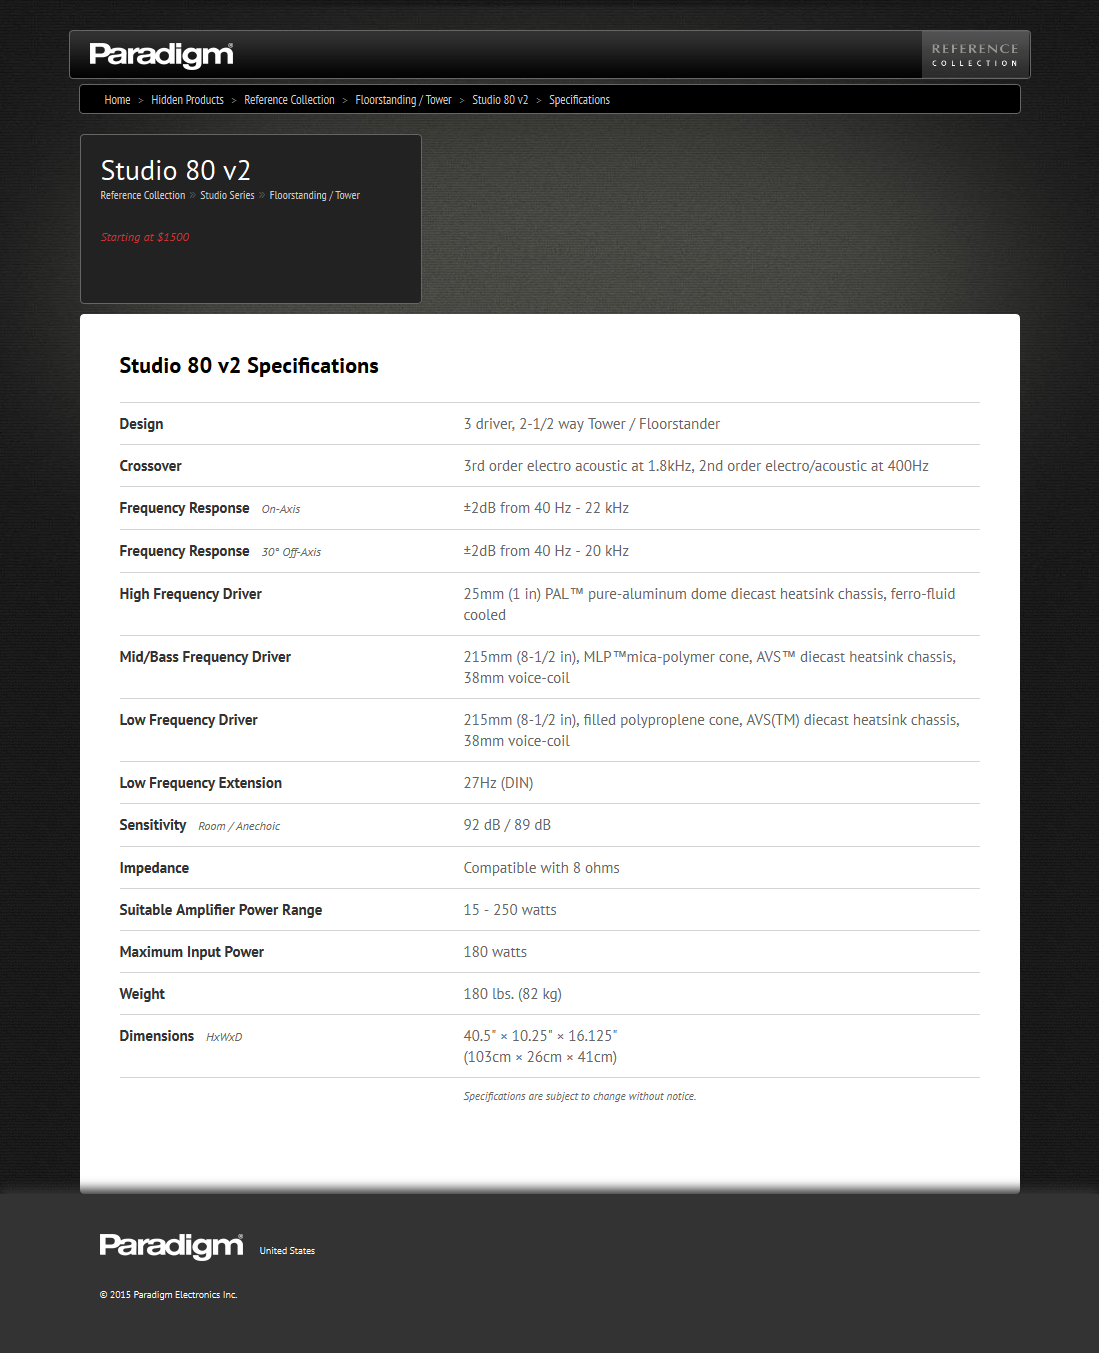 Paradigm®
REFERENCE
COLLECTION
Home > Hidden Products > Reference Collection > Floorstanding / Tower > Studio 80 v2 > Specifications
Studio 80 v2
Reference Collection » Studio Series » Floorstanding / Tower
Starting at $1500
Studio 80 v2 Specifications
Design 3 driver, 2-1/2 way Tower / Floorstander
Crossover 3rd order electro acoustic at 1.8kHz, 2nd order electro/acoustic at 400Hz
Frequency Response On-Axis ±2dB from 40 Hz - 22 kHz
Frequency Response 30° Off-Axis ±2dB from 40 Hz - 20 kHz
High Frequency Driver 25mm (1 in) PAL™ pure-aluminum dome diecast heatsink chassis, ferro-fluid
cooled
Mid/Bass Frequency Driver 215mm (8-1/2 in), MLP™mica-polymer cone, AVS™ diecast heatsink chassis,
38mm voice-coil
Low Frequency Driver 215mm (8-1/2 in), filled polyproplene cone, AVS(TM) diecast heatsink chassis,
38mm voice-coil
Low Frequency Extension 27Hz (DIN)
Sensitivity Room / Anechoic 92 dB / 89 dB
Impedance Compatible with 8 ohms
Suitable Amplifier Power Range 15 - 250 watts
Maximum Input Power 180 watts
Weight 180 lbs. (82 kg)
Dimensions HxWxD 40.5" × 10.25" × 16.125"
(103cm × 26cm × 41cm)
Specifications are subject to change without notice.
Paradigm® United States
© 2015 Paradigm Electronics Inc.